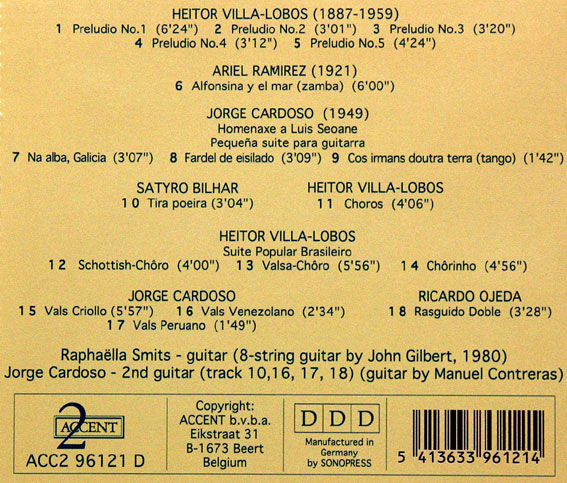 HEITOR VILLA-LOBOS (1887-1959)
1 Preludio No.1 (6'24") 2 Preludio No.2 (3'01") 3 Preludio No.3 (3'20")
4 Preludio No.4 (3'12") 5 Preludio No.5 (4'24")
ARIEL RAMIREZ (1921)
6 Alfonsina y el mar (zamba) (6'00")
JORGE CARDOSO (1949)
Homenaxe a Luis Seoane
Pequeña suite para guitarra
7 Na alba, Galicia (3'07") 8 Fardel de eisilado (3'09") 9 Cos irmans doutra terra (tango) (1'42")
SATYRO BILHAR
10 Tira poeira (3'04")
HEITOR VILLA-LOBOS
11 Choros (4'06")
HEITOR VILLA-LOBOS
Suite Popular Brasileiro
12 Schottish-Chôro (4'00") 13 Valsa-Chôro (5'56") 14 Chôrinho (4'56")
JORGE CARDOSO
15 Vals Criollo (5'57") 16 Vals Venezolano (2'34")
17 Vals Peruano (1'49")
RICARDO OJEDA
18 Rasguido Doble (3'28")
Raphaëlla Smits - guitar (8-string guitar by John Gilbert, 1980)
Jorge Cardoso - 2nd guitar (track 10,16, 17, 18) (guitar by Manuel Contreras)
2
ACCENT
ACC2 96121 D
Copyright:
ACCENT b.v.b.a.
Eikstraat 31
B-1673 Beert
Belgium
DDD
Manufactured in
Germany
by SONOPRESS
5 413633 961214